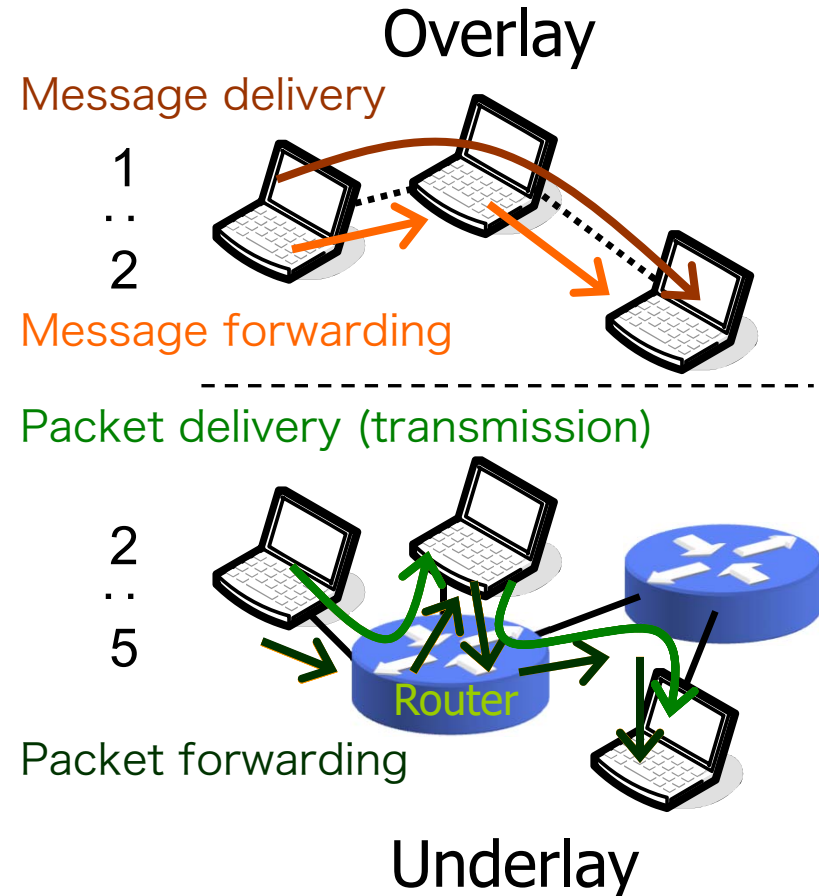 Overlay
Message delivery
1
..
2
Message forwarding
Packet delivery (transmission)
2
..
5
Router
Packet forwarding
Underlay